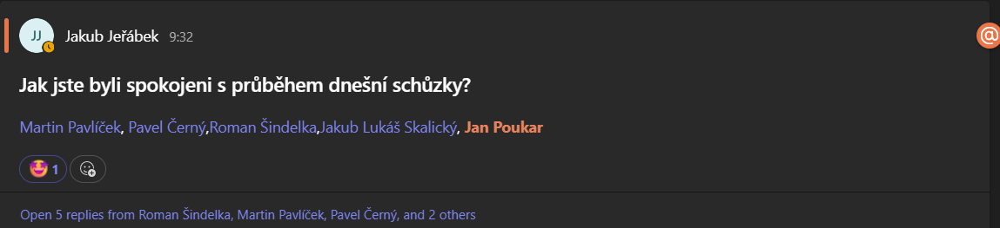 JJ Jakub Jeřábek 9:32 @
Jak jste byli spokojeni s průběhem dnešní schůzky?
Martin Pavlíček, Pavel Černý,Roman Šindelka,Jakub Lukáš Skalický, Jan Poukar
1
Open 5 replies from Roman Šindelka, Martin Pavlíček, Pavel Černý, and 2 others